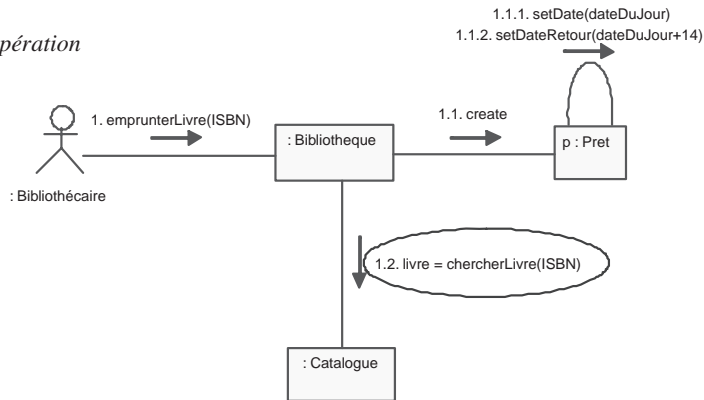 1.1.1. setDate(dateDuJour)
1.1.2. setDateRetour(dateDuJour+14)
pération
1. emprunterLivre(ISBN)
1.1. create
: Bibliotheque
p : Pret
: Bibliothécaire
1.2. livre = chercherLivre(ISBN)
: Catalogue